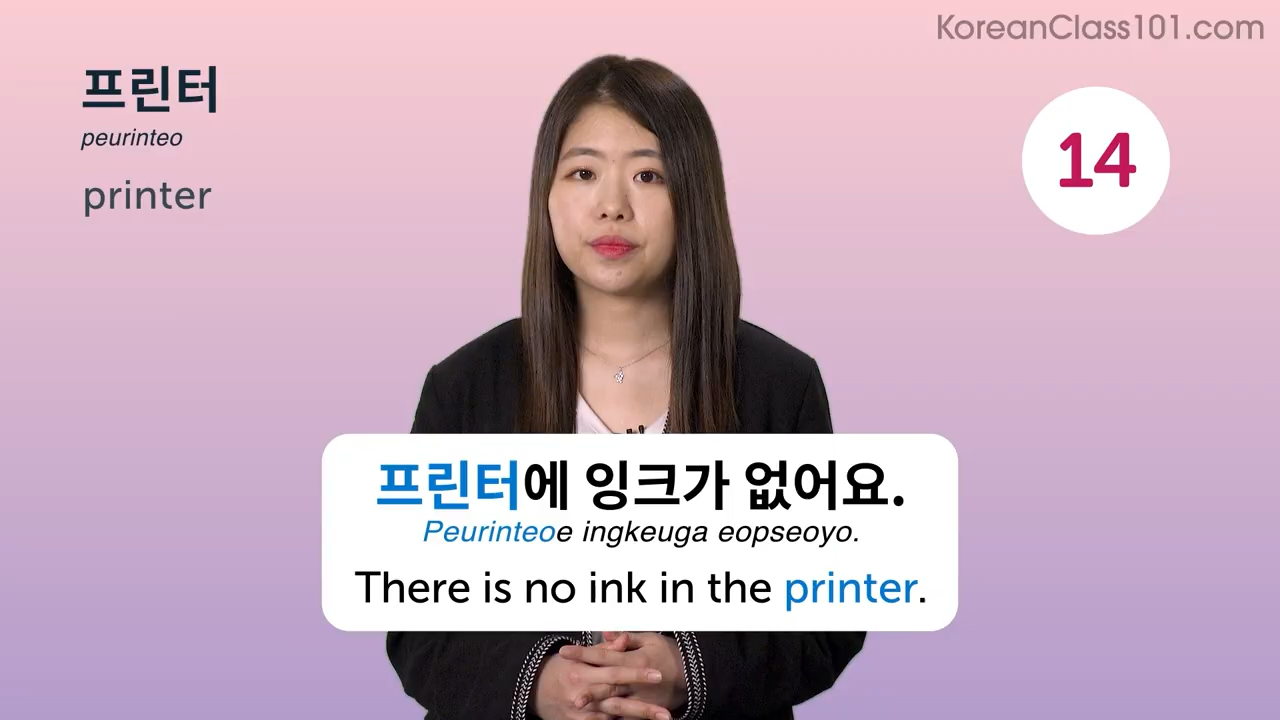 KoreanClass101.com
프린터
peurinteo
printer
14
프린터에 잉크가 없어요.
Peurinteoe ingkeuga eopseoyo.
There is no ink in the printer.